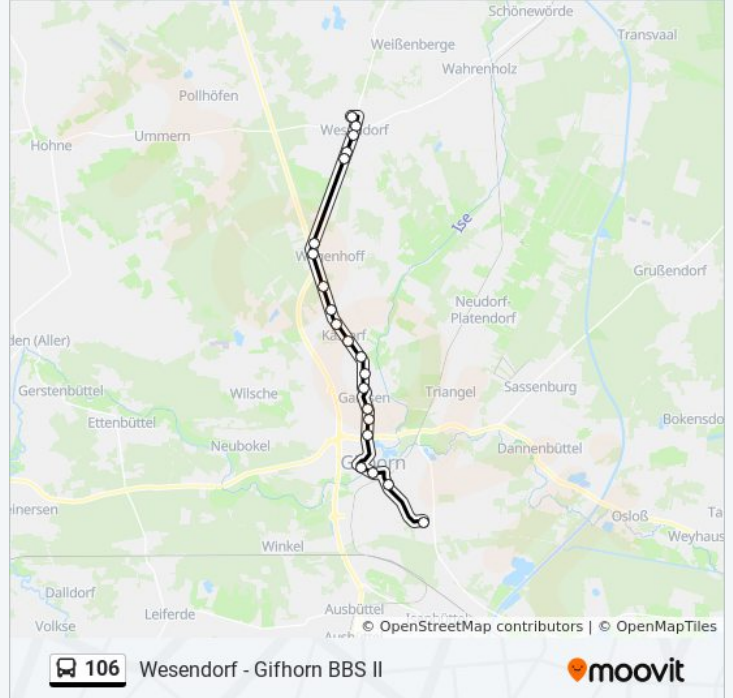 Schönewörde
Transvaal
Weißenberge
Wahrenholz
Pollhöfen
Ummern
Hohne
Ise
Grußendorf
Neudorf-
Platendorf
den (Aller)
Gerstenbüttel
Wilsche
Triangel
Sassenburg
Ettenbüttel
Bokensdo
Neubokel
Dannenbüttel
einersen
Osloß
Ta
Weyhaus
Winkel
Dalldorf
Leiferde
Ausbüttel
Volkse
© OpenStreetMap contributors | © OpenMapTiles
106 Wesendorf - Gifhorn BBS II
moovit